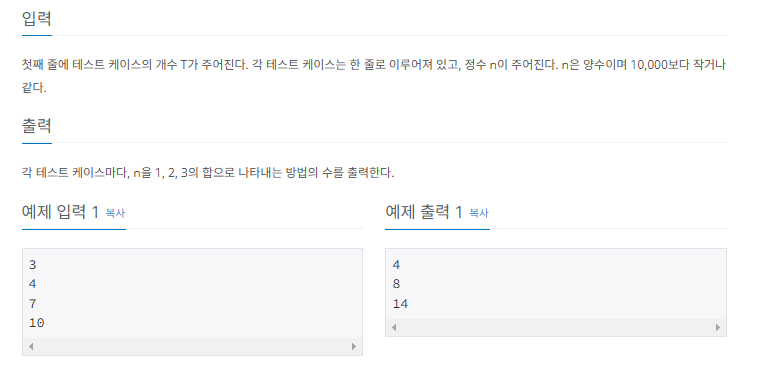 입력
첫째 줄에 테스트 케이스의 개수 T가 주어진다. 각 테스트 케이스는 한 줄로 이루어져 있고, 정수 n이 주어진다. n은 양수이며 10,000보다 작거나
같다.
출력
각 테스트 케이스마다, n을 1, 2, 3의 합으로 나타내는 방법의 수를 출력한다.
예제 입력 1 복사
3
4
7
10
예제 출력 1 복사
4
8
14